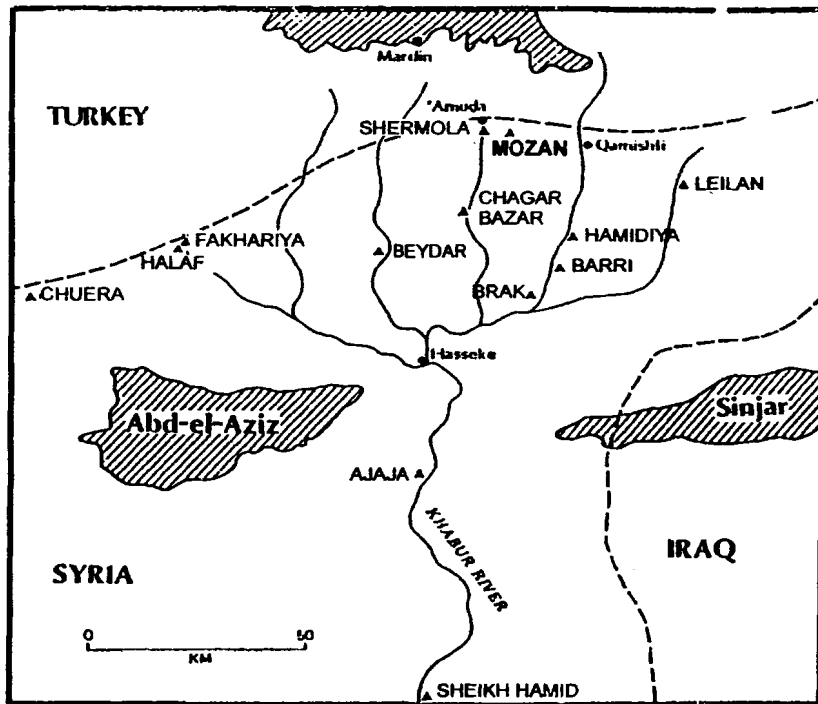 Mardin
TURKEY
'Amuda
SHERMOLA
MOZAN
Qamishli
LEILAN
CHAGAR
BAZAR
FAKHARIYA
HALAF
BEYDAR
HAMIDIYA
BARRI
CHUERA
BRAK
Hasseke
Abd-el-Aziz
Sinjar
AJAJA
KHABUR RIVER
IRAQ
SYRIA
0 50
KM
SHEIKH HAMID